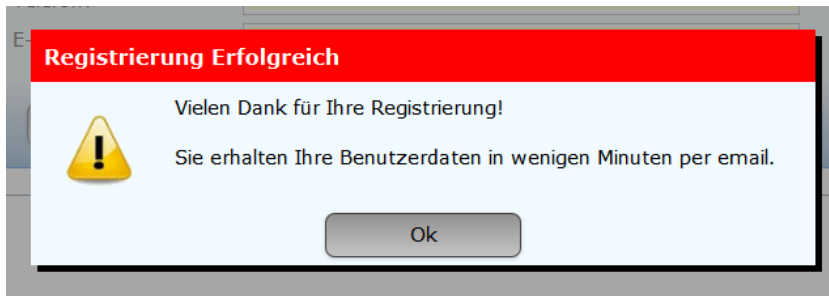 E-
Registrierung Erfolgreich
Vielen Dank für Ihre Registrierung!
Sie erhalten Ihre Benutzerdaten in wenigen Minuten per email.
Ok